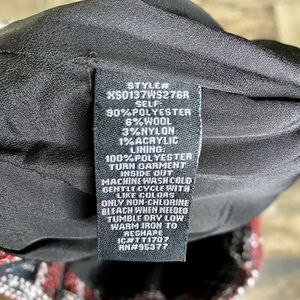 STYLE#
XS0137WS276R
SELF:
90%POLYESTER
6%WOOL
3%NYLON
1%ACRYLIC
LINING:
100%POLYESTER
TURN GARMENT
INSIDE OUT
MACHINE WASH COLD
GENTLE CYCLE WITH
LIKE COLORS
ONLY NON-CHLORINE
BLEACH WHEN NEEDED
TUMBLE DRY LOW
WARM IRON TO
RESHAPE
IC#TT1707
RN#95377